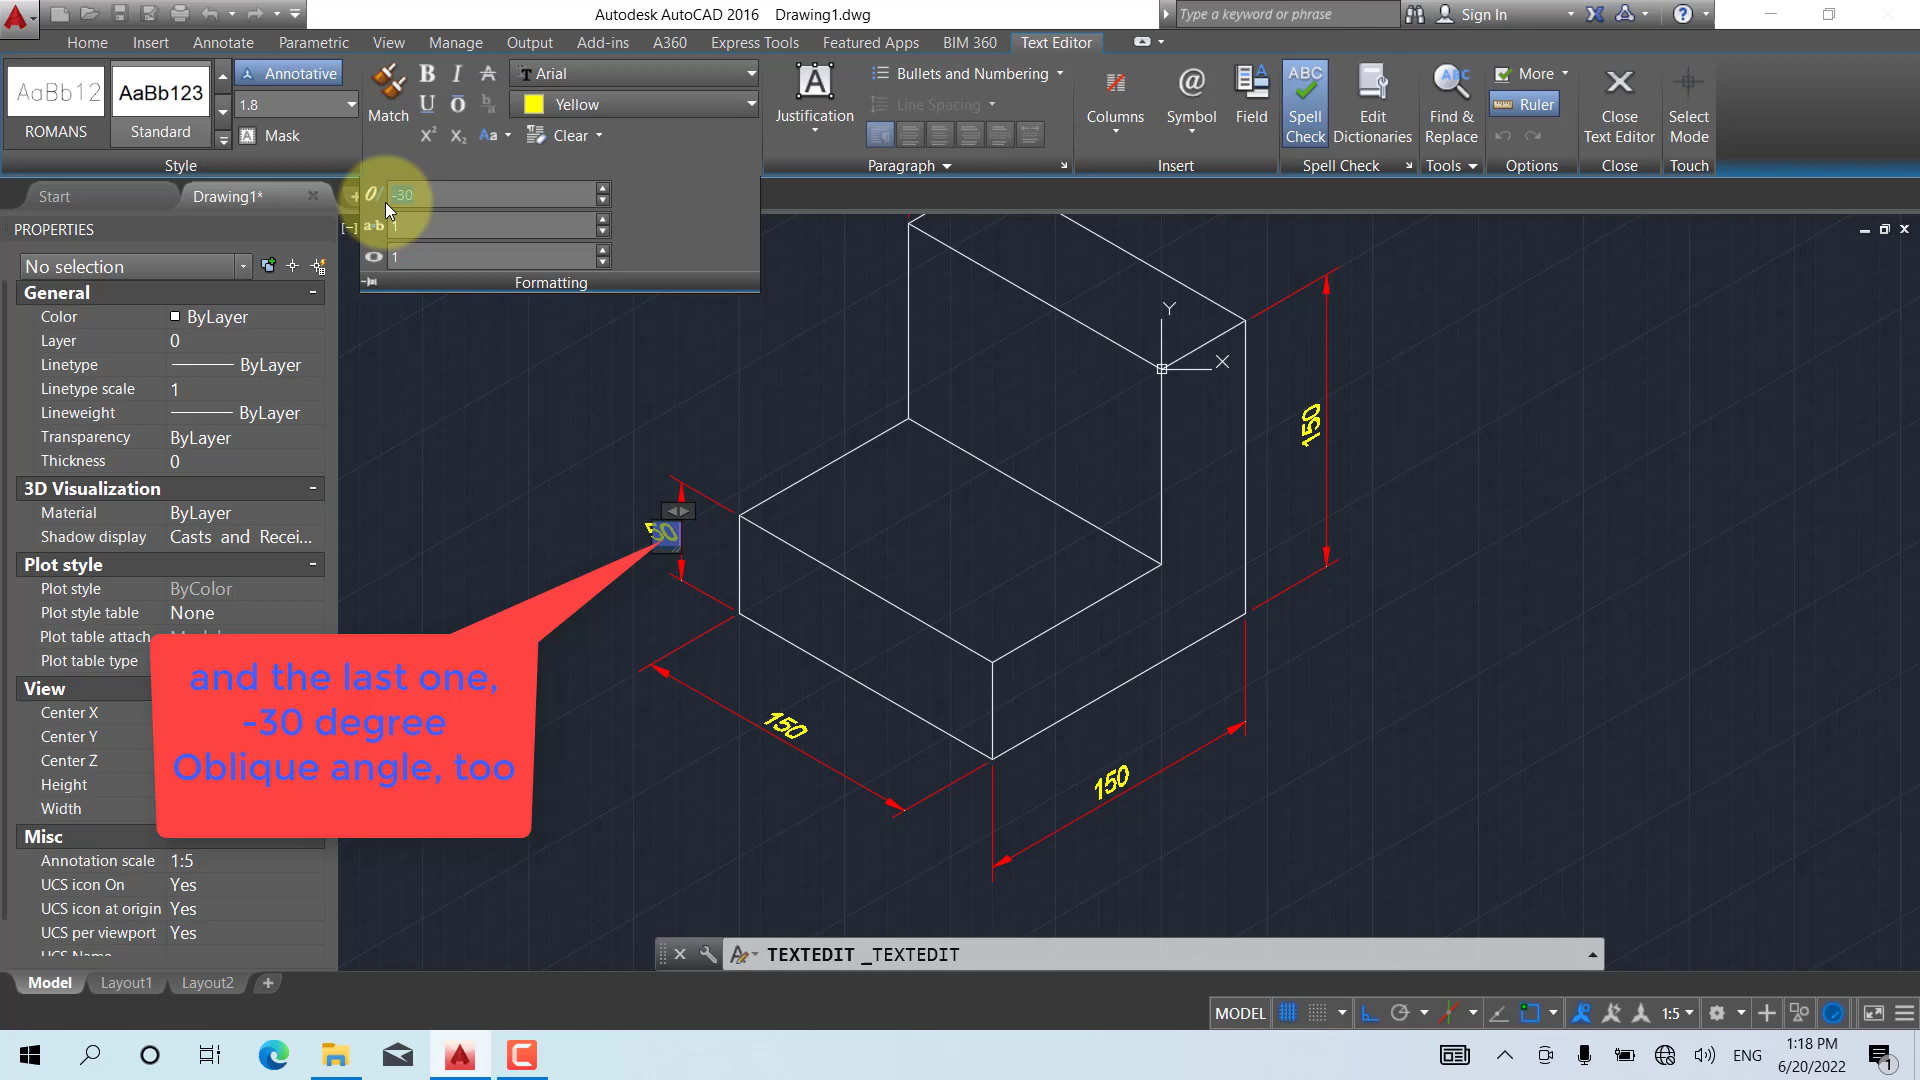 Autodesk AutoCAD 2016 Drawing1.dwg
Type a keyword or phrase
Sign In
Home Insert Annotate Parametric View Manage Output Add-ins A360 Express Tools Featured Apps BIM 360 Text Editor
AaBb12
ROMANS
AaBb123
Standard
Annotative
1.8
Mask
Style
Match
Arial
Yellow
Clear
-30
1
1
Formatting
Justification
Bullets and Numbering
Line Spacing
Paragraph
Columns
Symbol
Field
Insert
Spell Check
Edit Dictionaries
Spell Check
Find & Replace
Tools
More
Ruler
Options
Close Text Editor
Close
Select Mode
Touch
Start
Drawing1*
PROPERTIES
No selection
General
Color ByLayer
Layer 0
Linetype ByLayer
Linetype scale 1
Lineweight ByLayer
Transparency ByLayer
Thickness 0
3D Visualization
Material ByLayer
Shadow display Casts and Recei...
Plot style
Plot style ByColor
Plot style table None
Plot table attach
Plot table type
View
Center X
Center Y
Center Z
Height
Width
Misc
Annotation scale 1:5
UCS icon On Yes
UCS icon at origin Yes
UCS per viewport Yes
Y
X
150
50
150
150
and the last one,
-30 degree
Oblique angle, too
TEXTEDIT _TEXTEDIT
Model Layout1 Layout2
MODEL
1:5
ENG
1:18 PM
6/20/2022
1